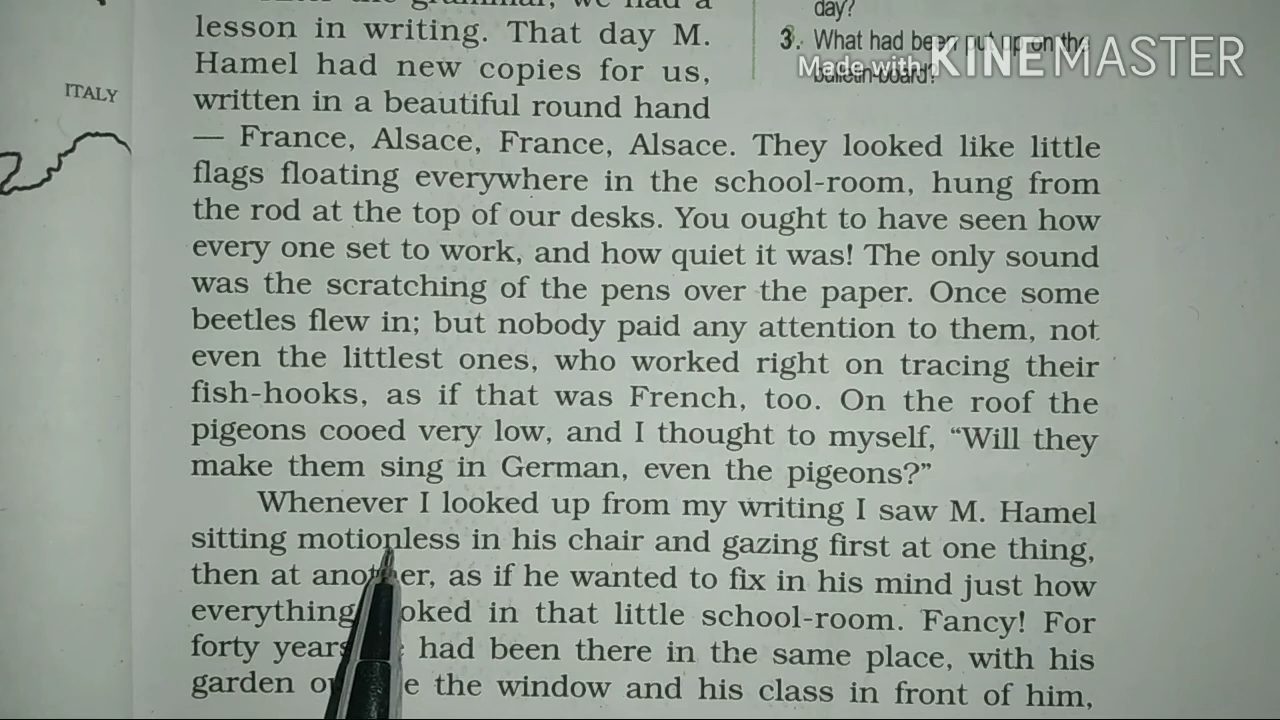 lesson in writing. That day M.
Hamel had new copies for us,
written in a beautiful round hand
— France, Alsace, France, Alsace. They looked like little
flags floating everywhere in the school-room, hung from
the rod at the top of our desks. You ought to have seen how
every one set to work, and how quiet it was! The only sound
was the scratching of the pens over the paper. Once some
beetles flew in; but nobody paid any attention to them, not
even the littlest ones, who worked right on tracing their
fish-hooks, as if that was French, too. On the roof the
pigeons cooed very low, and I thought to myself, “Will they
make them sing in German, even the pigeons?”
Whenever I looked up from my writing I saw M. Hamel
sitting motionless in his chair and gazing first at one thing,
then at another, as if he wanted to fix in his mind just how
everything looked in that little school-room. Fancy! For
forty years had been there in the same place, with his
garden the window and his class in front of him,
day?
3. What had been put up on the
bulletin-board?
Made with KINEMASTER
ITALY